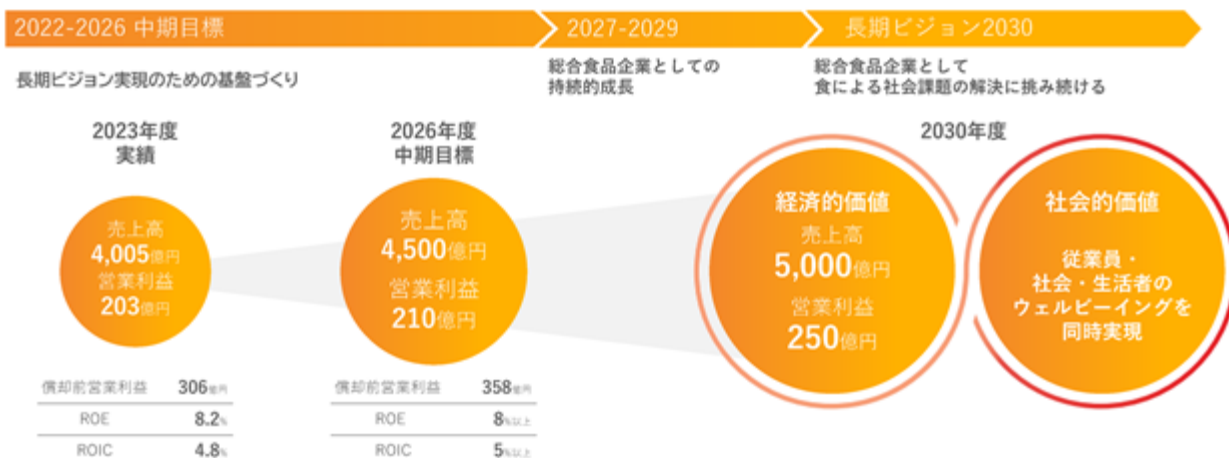 2022-2026 中期目標
2027-2029
長期ビジョン2030
長期ビジョン実現のための基盤づくり
総合食品企業としての
持続的成長
総合食品企業として
食による社会課題の解決に挑み続ける
2023年度
実績
2026年度
中期目標
2030年度
売上高
4,005億円
営業利益
203億円
売上高
4,500億円
営業利益
210億円
経済的価値
売上高
5,000億円
営業利益
250億円
社会的価値
従業員・
社会・生活者の
ウェルビーイングを
同時実現
償却前営業利益 306億円
ROE 8.2%
ROIC 4.8%
償却前営業利益 358億円
ROE 8%以上
ROIC 5%以上